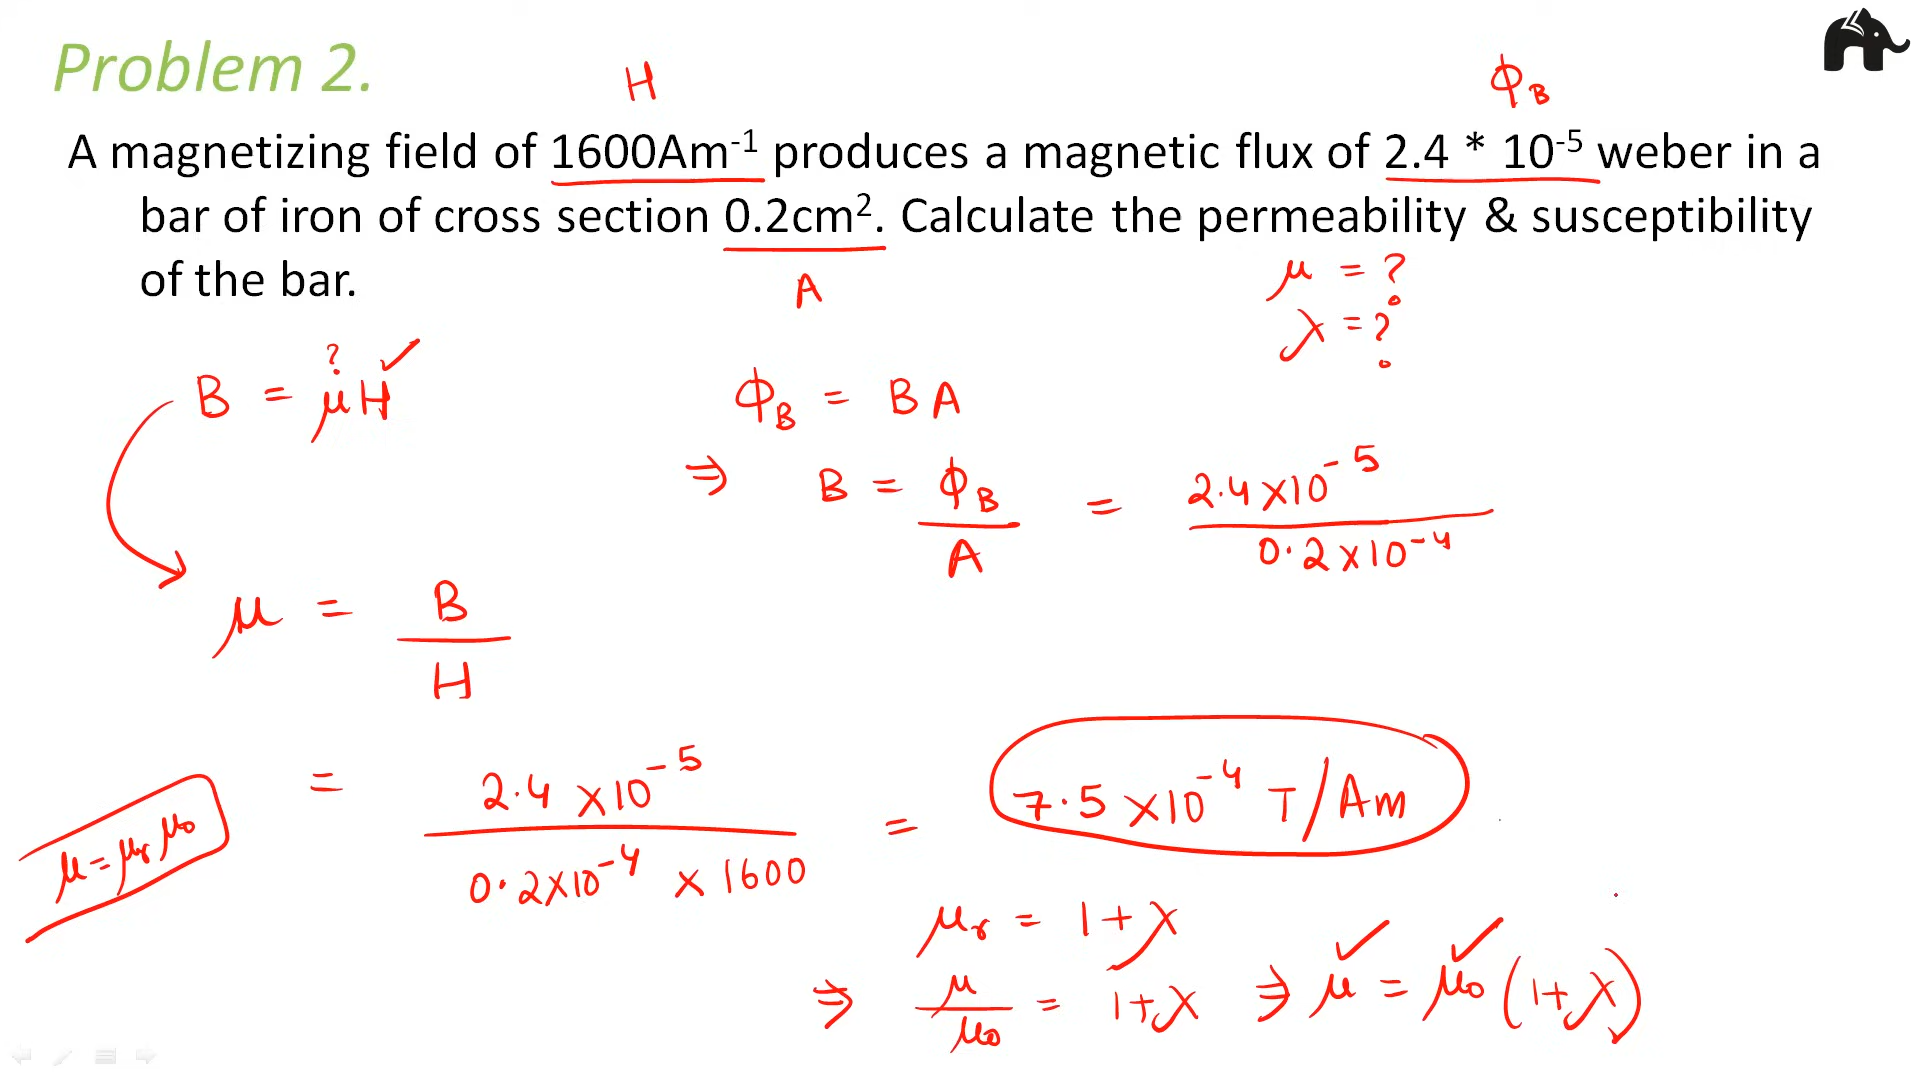 Problem 2.
H
ϕB
A magnetizing field of 1600Am⁻¹ produces a magnetic flux of 2.4 * 10⁻⁵ weber in a
bar of iron of cross section 0.2cm². Calculate the permeability & susceptibility
of the bar.
A
μ = ?
χ = ?
? ✓
B = μH
ϕB = BA
⇒ B = ϕB / A = 2.4 × 10⁻⁵ / 0.2 × 10⁻⁴
μ = B / H
= 2.4 × 10⁻⁵ / 0.2 × 10⁻⁴ × 1600 = 7.5 × 10⁻⁴ T/Am
μ = μr μ₀
μr = 1 + χ
⇒ μ / μ₀ = 1 + χ ⇒ μ = μ₀ (1 + χ)